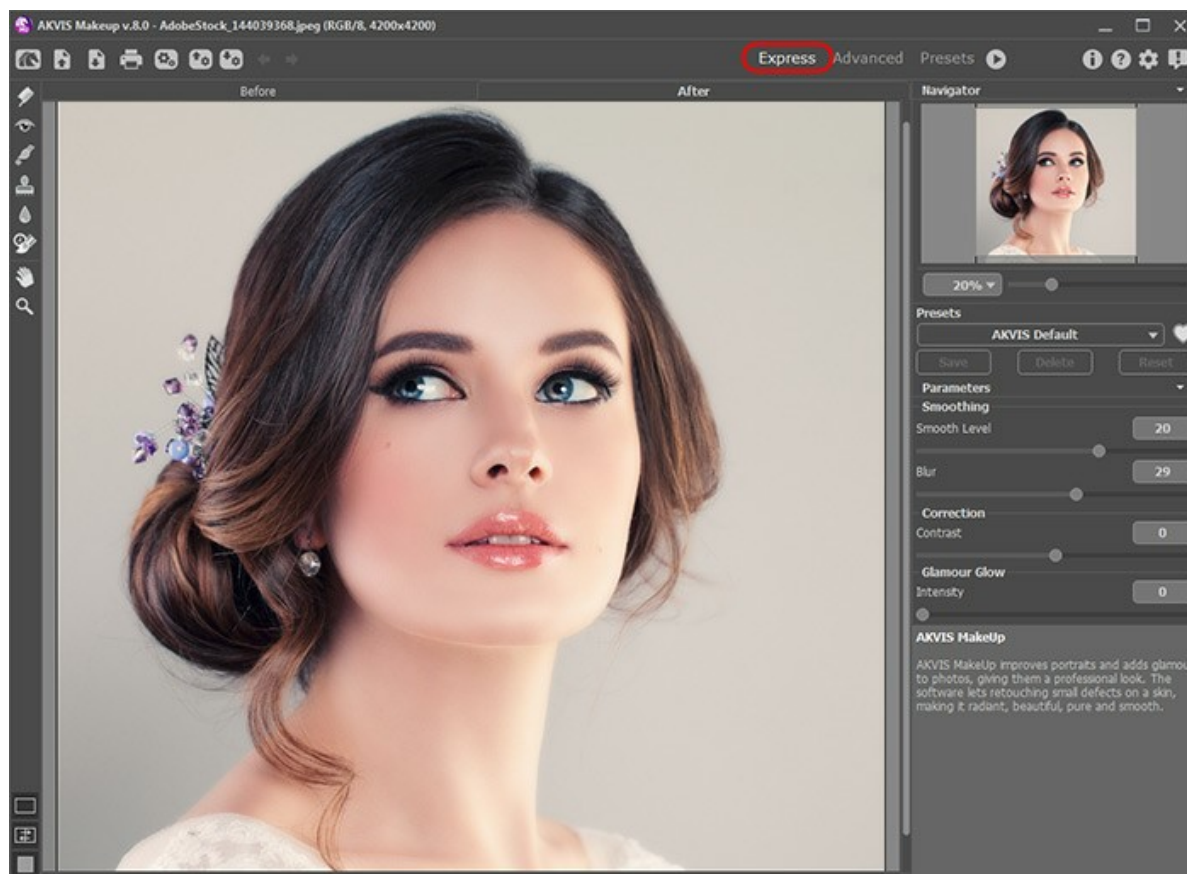 AKVIS Makeup v.8.0 - AdobeStock_144039368.jpeg (RGB/8, 4200x4200)
Express Advanced Presets
Before After Navigator
20%
Presets
AKVIS Default
Save Delete Reset
Parameters
Smoothing
Smooth Level 20
Blur 29
Correction
Contrast 0
Glamour Glow
Intensity 0
AKVIS MakeUp
AKVIS MakeUp improves portraits and adds glamou
to photos, giving them a professional look. The
software lets retouching small defects on a skin,
making it radiant, beautiful, pure and smooth.